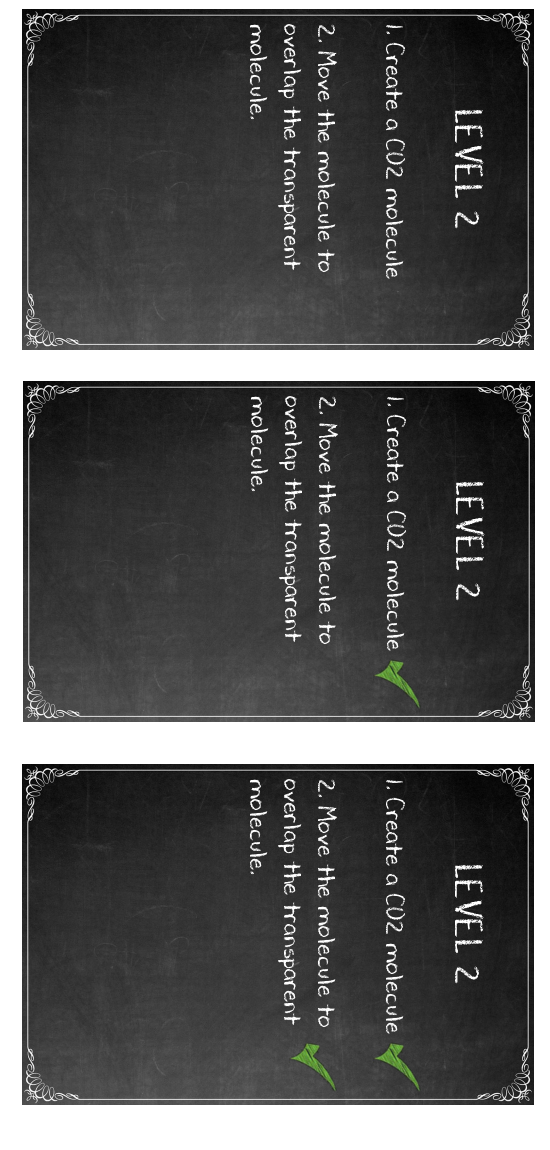 LEVEL 2
1. Create a CO2 molecule
2. Move the molecule to
overlap the transparent
molecule.
LEVEL 2
1. Create a CO2 molecule
2. Move the molecule to
overlap the transparent
molecule.
LEVEL 2
1. Create a CO2 molecule
2. Move the molecule to
overlap the transparent
molecule.